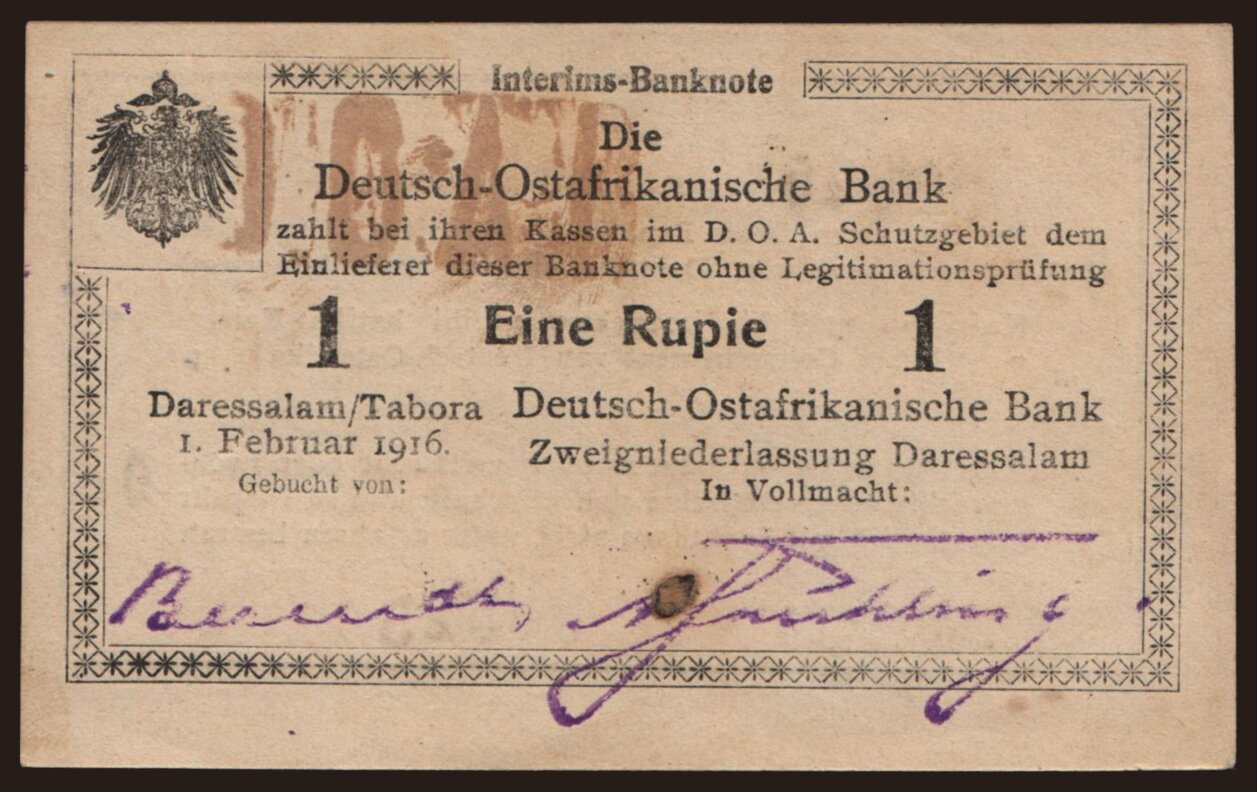 Interims-Banknote
Die
Deutsch-Ostafrikanische Bank
zahlt bei ihren Kassen im D. O. A. Schutzgebiet dem
Einlieferer dieser Banknote ohne Legitimationsprüfung
1 Eine Rupie 1
Daressalam/Tabora
1. Februar 1916.
Gebucht von:
Deutsch-Ostafrikanische Bank
Zweigniederlassung Daressalam
In Vollmacht: